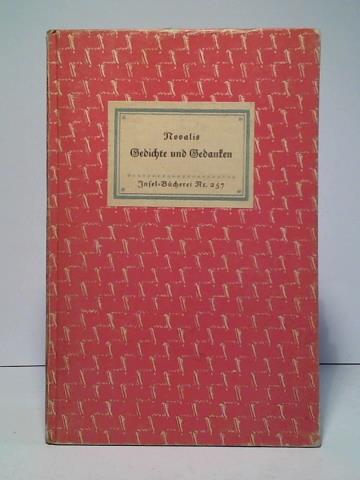 Novalis
Gedichte und Gedanken
Insel-Bücherei Nr. 257